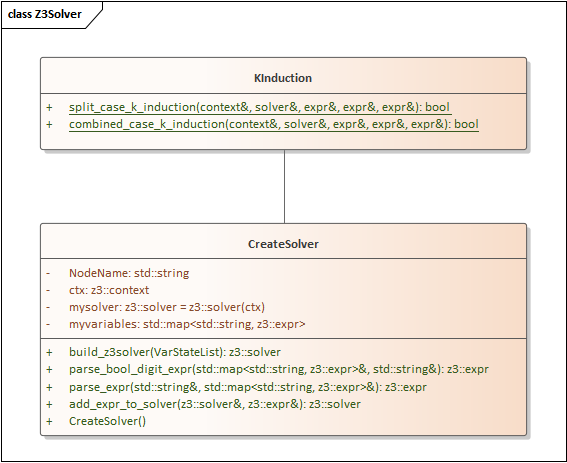 class Z3Solver
KInduction
+ split_case_k_induction(context&, solver&, expr&, expr&, expr&): bool
+ combined_case_k_induction(context&, solver&, expr&, expr&, expr&): bool
CreateSolver
- NodeName: std::string
- ctx: z3::context
- mysolver: z3::solver = z3::solver(ctx)
- myvariables: std::map<std::string, z3::expr>
+ build_z3solver(VarStateList): z3::solver
+ parse_bool_digit_expr(std::map<std::string, z3::expr>&, std::string&): z3::expr
+ parse_expr(std::string&, std::map<std::string, z3::expr>&): z3::expr
+ add_expr_to_solver(z3::solver&, z3::expr&): z3::solver
+ CreateSolver()